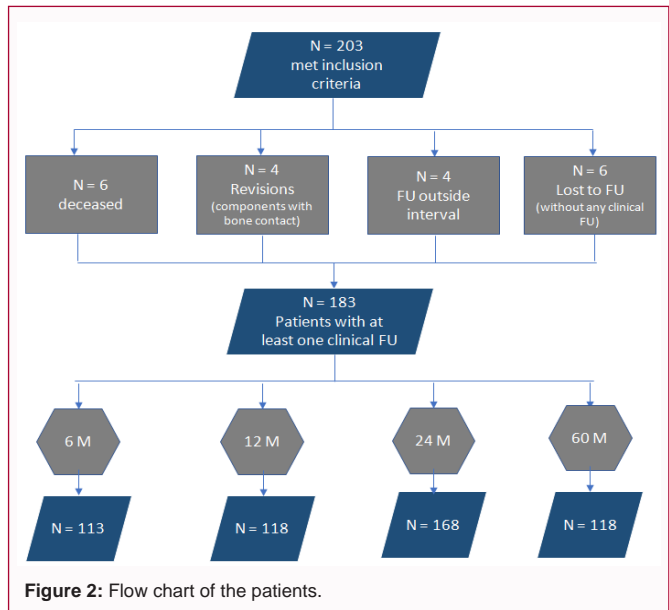 N = 203
met inclusion
criteria
N = 6
deceased
N = 4
Revisions
(components with
bone contact)
N = 4
FU outside
interval
N = 6
Lost to FU
(without any clinical
FU)
N = 183
Patients with at
least one clinical FU
6 M
12 M
24 M
60 M
N = 113
N = 118
N = 168
N = 118
Figure 2: Flow chart of the patients.